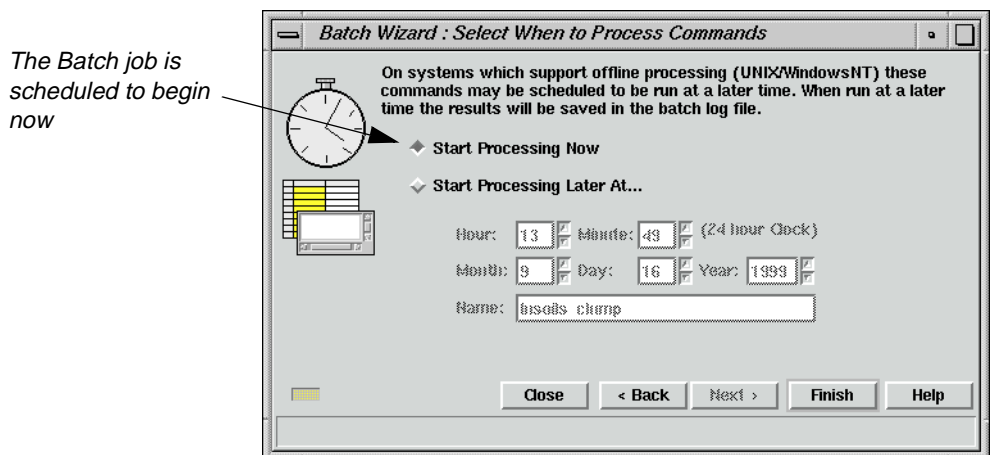 The Batch job is
scheduled to begin
now
Batch Wizard : Select When to Process Commands
On systems which support offline processing (UNIX/WindowsNT) these
commands may be scheduled to be run at a later time. When run at a later
time the results will be saved in the batch log file.
Start Processing Now
Start Processing Later At...
Hour: 13 Minute: 49 (24 hour Clock)
Month: 9 Day: 16 Year: 1999
Name:
Close < Back Next > Finish Help